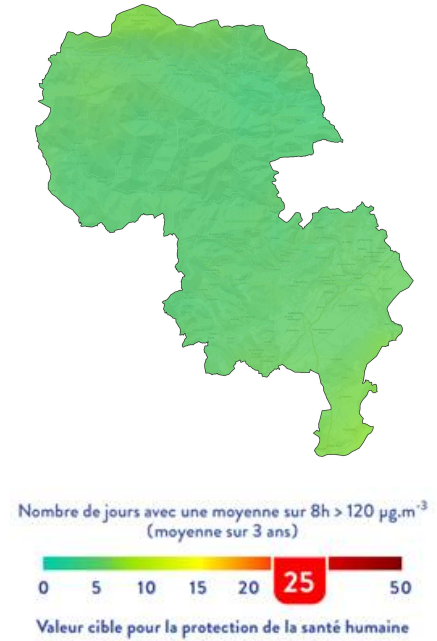 Nombre de jours avec une moyenne sur 8h > 120 µg.m⁻³
(moyenne sur 3 ans)
0 5 10 15 20 25 50
Valeur cible pour la protection de la santé humaine